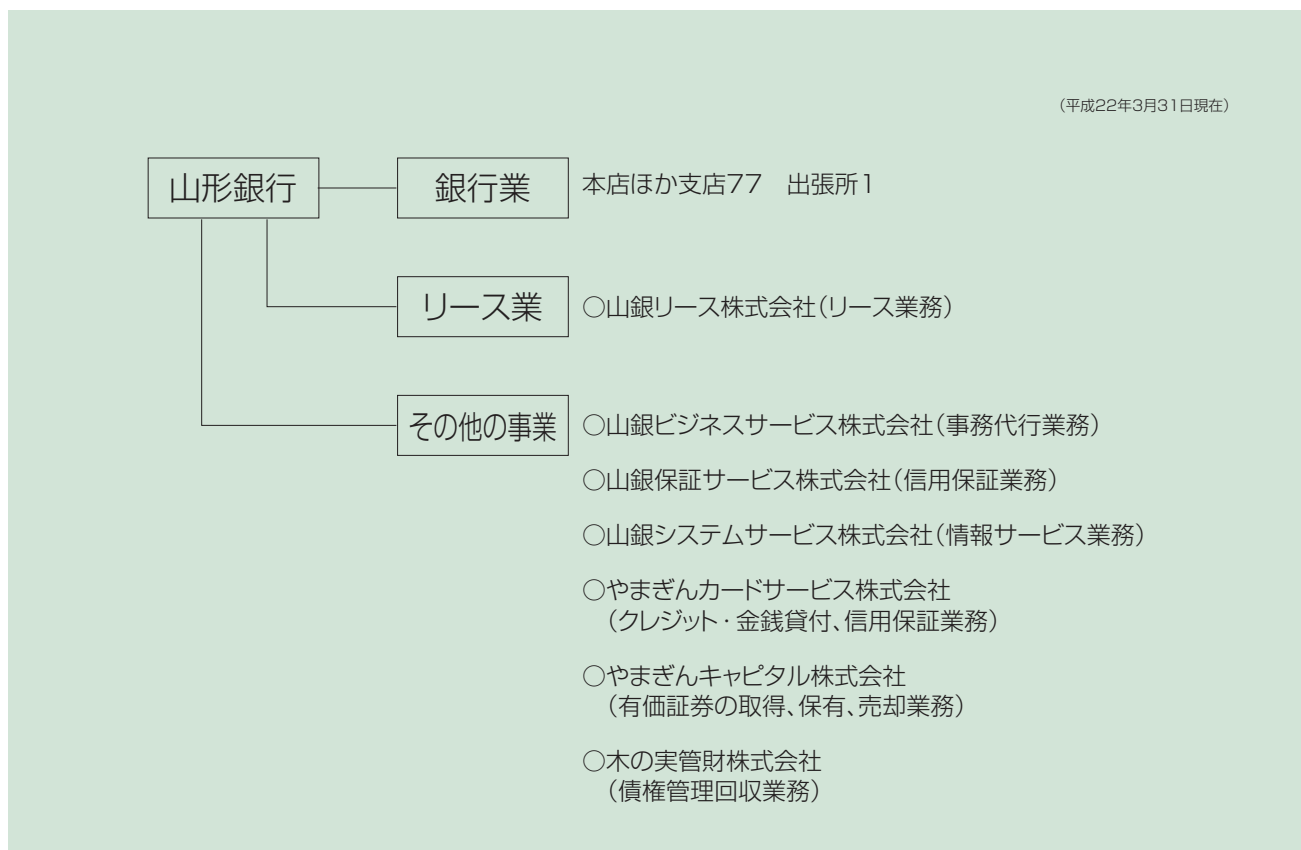 （平成22年3月31日現在）
山形銀行
銀行業
本店ほか支店77　出張所1
リース業
○山銀リース株式会社（リース業務）
その他の事業
○山銀ビジネスサービス株式会社（事務代行業務）
○山銀保証サービス株式会社（信用保証業務）
○山銀システムサービス株式会社（情報サービス業務）
○やまぎんカードサービス株式会社
（クレジット・金銭貸付、信用保証業務）
○やまぎんキャピタル株式会社
（有価証券の取得、保有、売却業務）
○木の実管財株式会社
（債権管理回収業務）